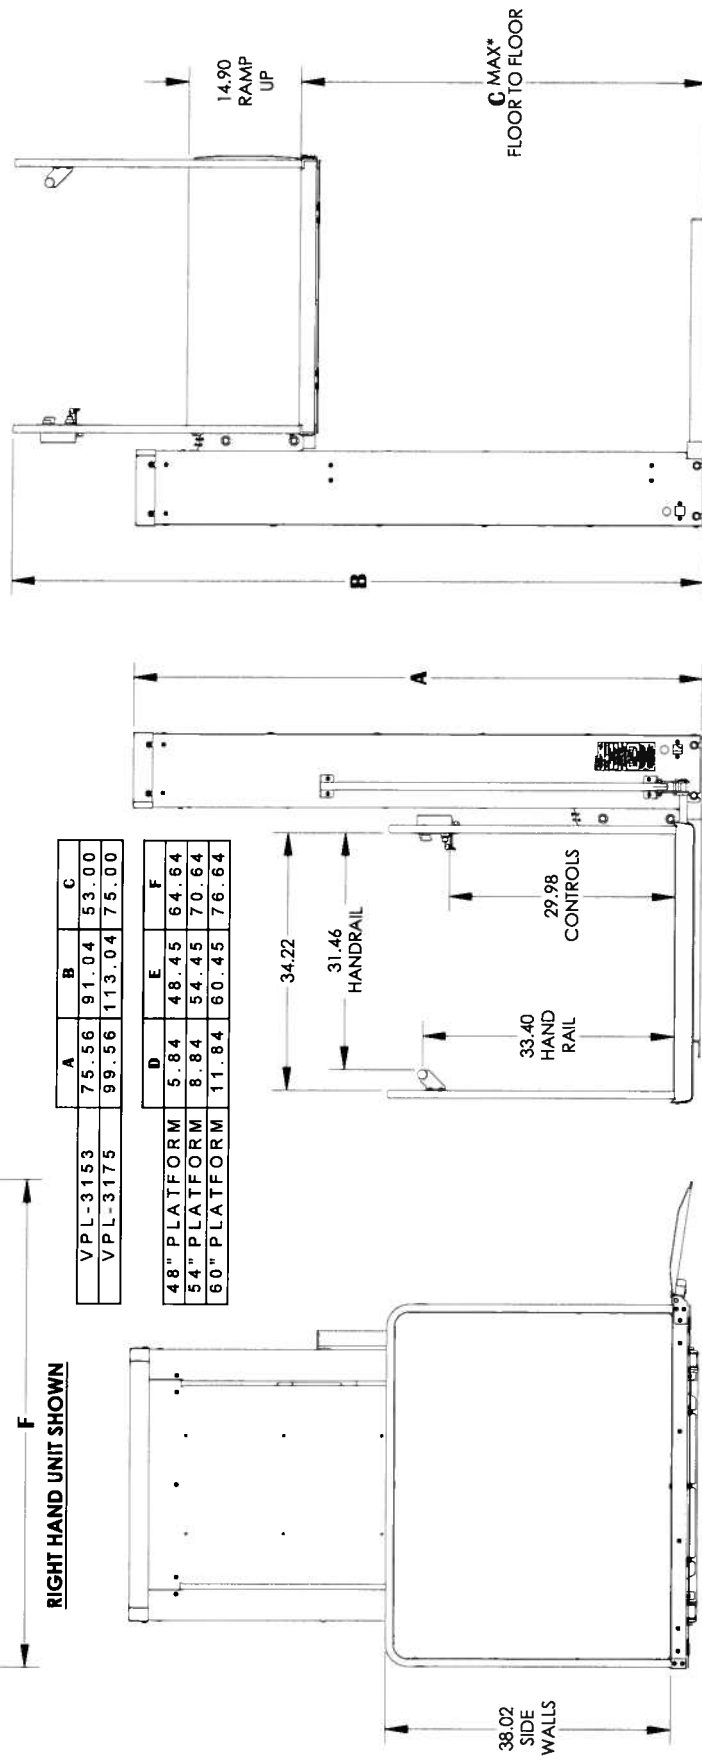 F
RIGHT HAND UNIT SHOWN
A B C
VPL-3153 75.56 91.04 53.00
VPL-3175 99.56 113.04 75.00
D E F
48" PLATFORM 5.84 48.45 64.64
54" PLATFORM 8.84 54.45 70.64
60" PLATFORM 11.84 60.45 76.64
38.02
SIDE
WALLS
34.22
31.46
HANDRAIL
33.40
HAND
RAIL
29.98
CONTROLS
A
B
14.90
RAMP
UP
C MAX*
FLOOR TO FLOOR